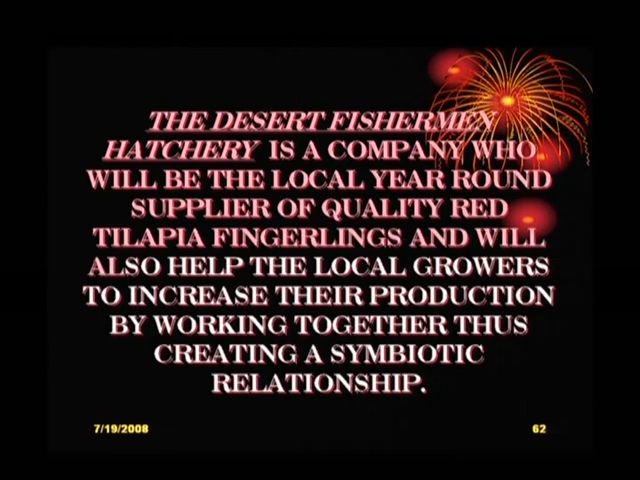 THE DESERT FISHERMEN
HATCHERY IS A COMPANY WHO
WILL BE THE LOCAL YEAR ROUND
SUPPLIER OF QUALITY RED
TILAPIA FINGERLINGS AND WILL
ALSO HELP THE LOCAL GROWERS
TO INCREASE THEIR PRODUCTION
BY WORKING TOGETHER THUS
CREATING A SYMBIOTIC
RELATIONSHIP.
7/19/2008
62